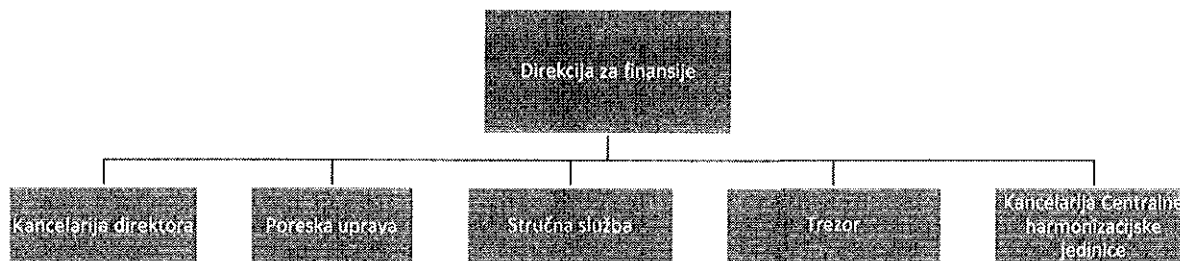 Direkcija za finansije
Kancelarija direktora
Poreska uprava
Stručna služba
Trezor
Kancelarija Centralne
harmonizacijske
jedinice